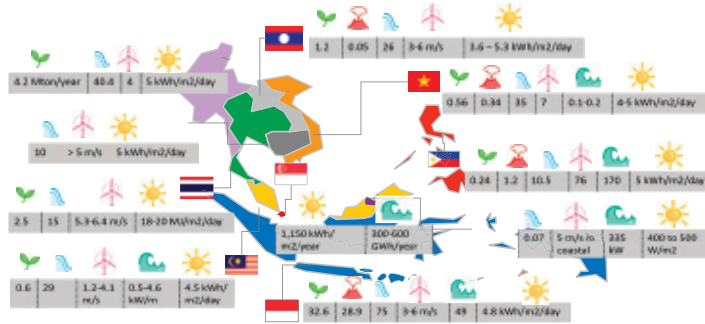 1.2 0.05 26 3-6 m/s 3.6 – 5.3 kWh/m2/day
4.2 Mton/year 40.4 4 5 kWh/m2/day
0.56 0.34 35 7 0.1-0.2 4-5 kWh/m2/day
10 > 5 m/s 5 kWh/m2/day
0.24 1.2 10.5 76 170 5 kWh/m2/day
2.5 15 5.3-6.4 m/s 18-20 MJ/m2/day
1,150 kWh/
m2/year
300-600
GWh/year
0.07 5 m/s in
coastal
335
kW
400 to 500
W/m2
0.6 29 1.2-4.1
m/s
0.5-4.6
kW/m
4.5 kWh/
m2/day
32.6 28.9 75 3-6 m/s 49 4.8 kWh/m2/day